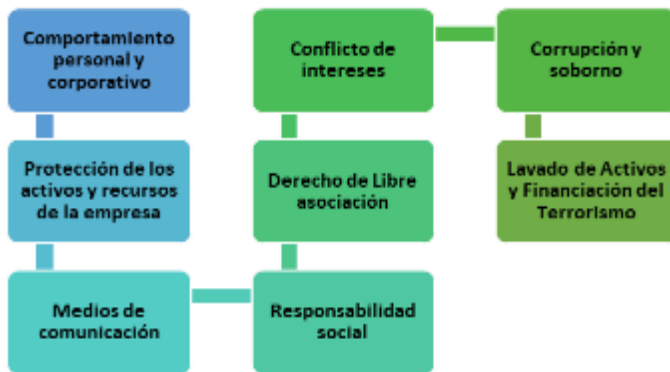 Comportamiento
personal y
corporativo
Protección de los
activos y recursos
de la empresa
Medios de
comunicación
Responsabilidad
social
Derecho de Libre
asociación
Conflicto de
intereses
Corrupción y
soborno
Lavado de Activos
y Financiación del
Terrorismo